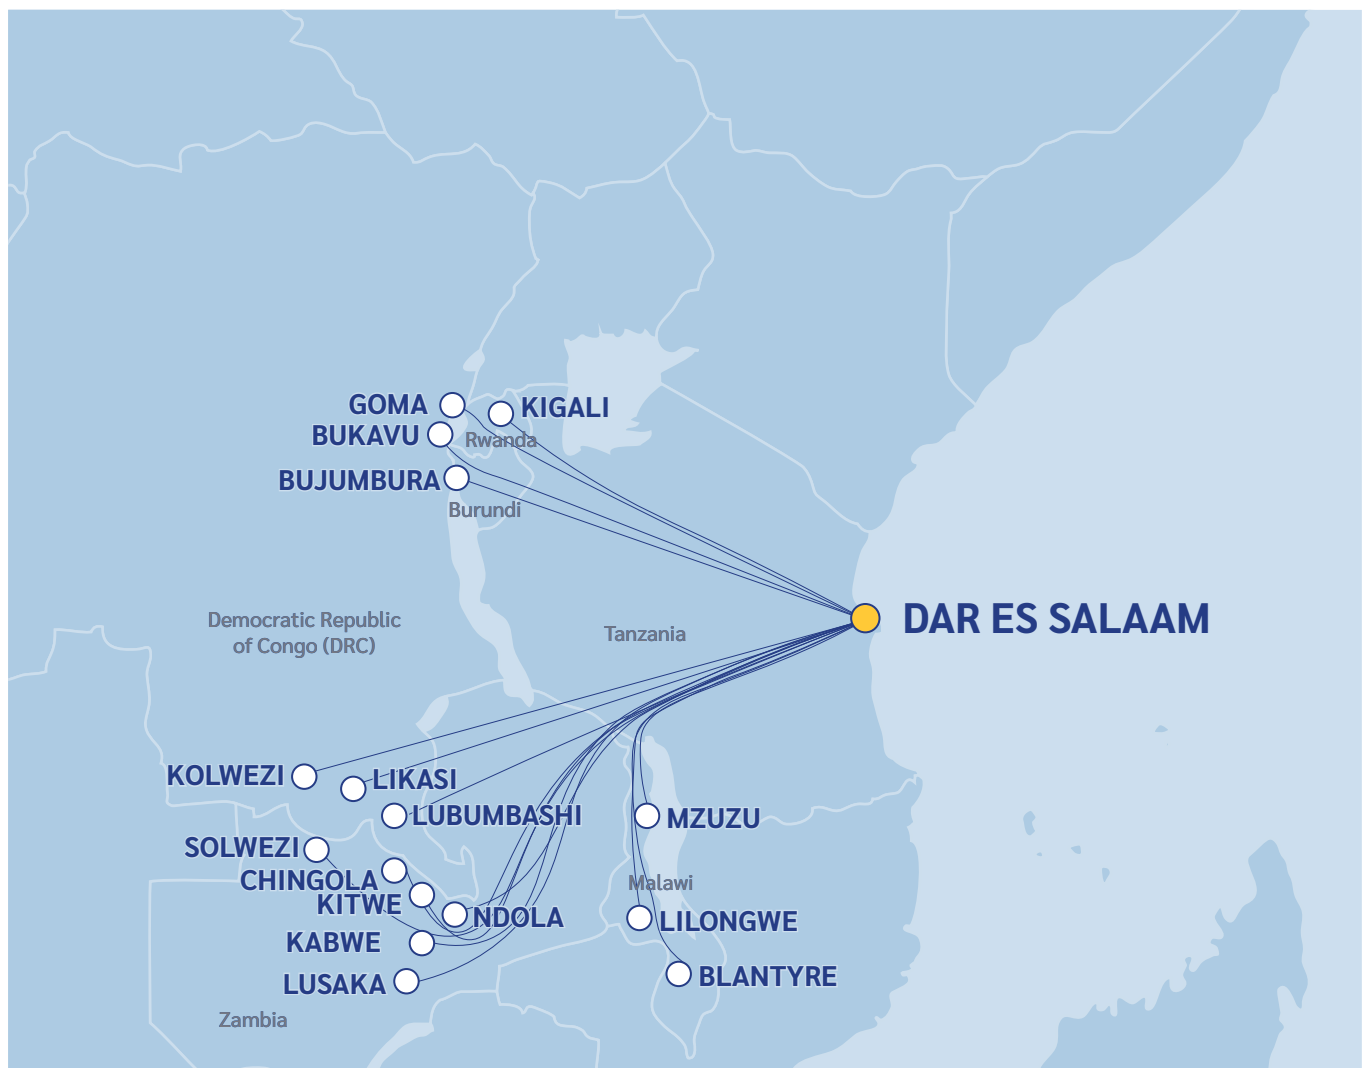 GOMA
KIGALI
BUKAVU
Rwanda
BUJUMBURA
Burundi
DAR ES SALAAM
Democratic Republic
of Congo (DRC)
Tanzania
KOLWEZI
LIKASI
LUBUMBASHI
MZUZU
SOLWEZI
CHINGOLA
Malawi
KITWE
NDOLA
LILONGWE
KABWE
LUSAKA
BLANTYRE
Zambia